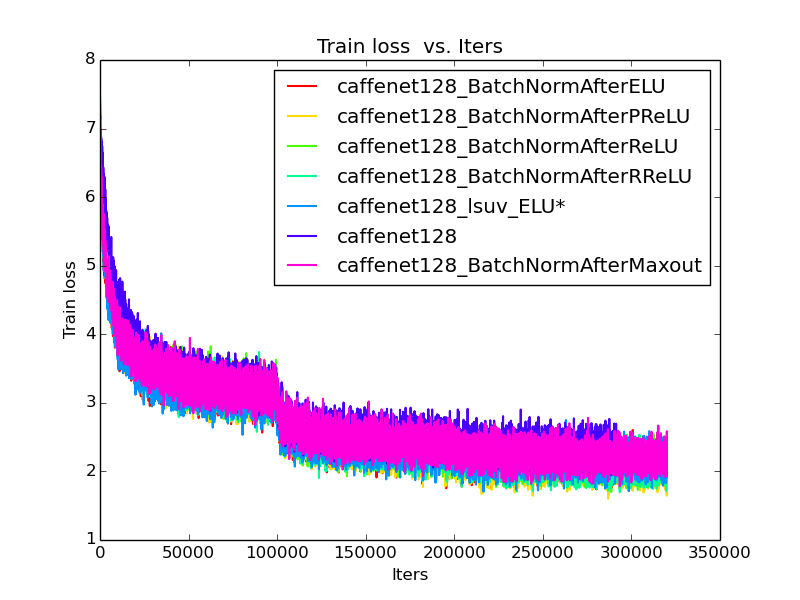 Train loss  vs. Iters
8
7
6
5
4
3
2
1
Train loss
caffenet128_BatchNormAfterELU
caffenet128_BatchNormAfterPReLU
caffenet128_BatchNormAfterReLU
caffenet128_BatchNormAfterRReLU
caffenet128_lsuv_ELU*
caffenet128
caffenet128_BatchNormAfterMaxout
0 50000 100000 150000 200000 250000 300000 350000
Iters